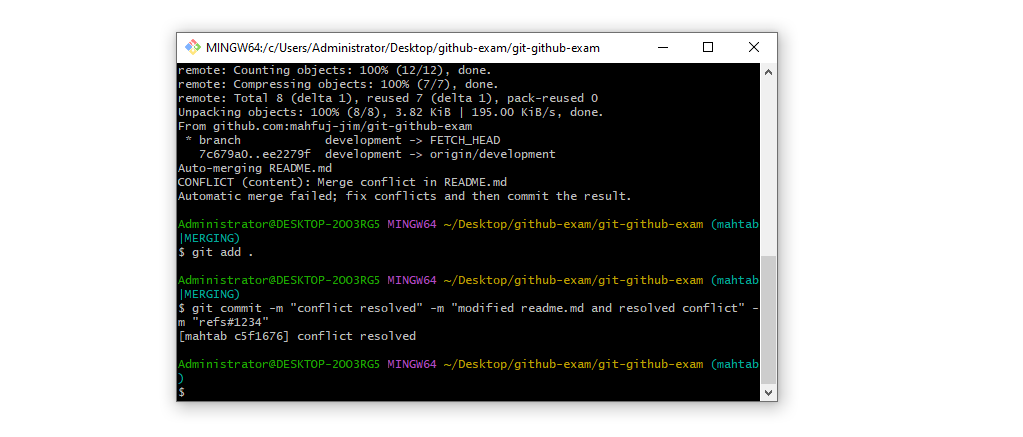 MINGW64:/c/Users/Administrator/Desktop/github-exam/git-github-exam
remote: Counting objects: 100% (12/12), done.
remote: Compressing objects: 100% (7/7), done.
remote: Total 8 (delta 1), reused 7 (delta 1), pack-reused 0
Unpacking objects: 100% (8/8), 3.82 KiB | 195.00 KiB/s, done.
From github.com:mahfuj-jim/git-github-exam
 * branch            development -> FETCH_HEAD
   7c679a0..ee2279f  development -> origin/development
Auto-merging README.md
CONFLICT (content): Merge conflict in README.md
Automatic merge failed; fix conflicts and then commit the result.
Administrator@DESKTOP-2OO3RG5 MINGW64 ~/Desktop/github-exam/git-github-exam (mahtab
|MERGING)
$ git add .
Administrator@DESKTOP-2OO3RG5 MINGW64 ~/Desktop/github-exam/git-github-exam (mahtab
|MERGING)
$ git commit -m "conflict resolved" -m "modified readme.md and resolved conflict" -
m "refs#1234"
[mahtab c5f1676] conflict resolved
Administrator@DESKTOP-2OO3RG5 MINGW64 ~/Desktop/github-exam/git-github-exam (mahtab
)
$